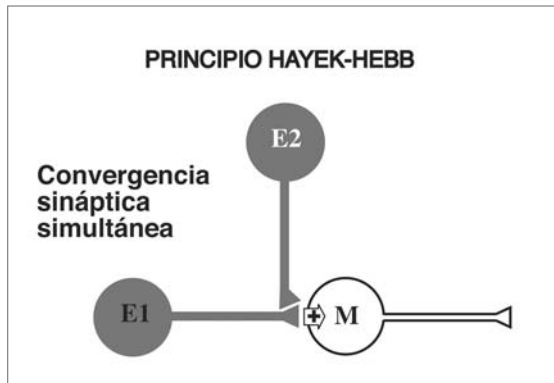 PRINCIPIO HAYEK-HEBB
E2
Convergencia
sináptica
simultánea
E1
+
M